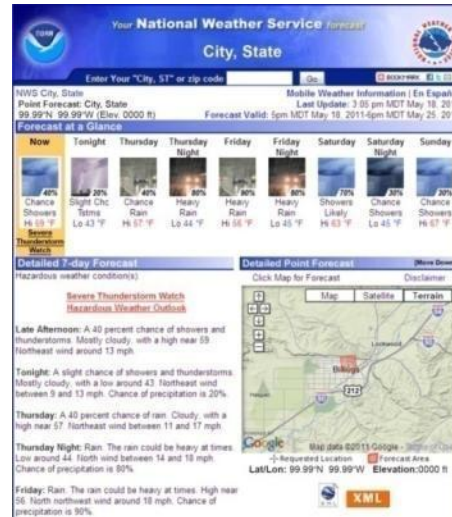 Your National Weather Service forecast
City, State
Enter Your "City, ST" or zip code
Go
NWS City, State
Mobile Weather Information | En Español
Point Forecast: City, State
Last Update: 3:05 pm MDT May 18, 201
99.99°N 99.99°W (Elev. 0000 ft)
Forecast Valid: 5pm MDT May 18, 2011-6pm MDT May 25, 201
Forecast at a Glance
Now Tonight Thursday Thursday Night Friday Friday Night Saturday Saturday Night Sunday
40% 20% 40% 80% 90% 80% 70% 30% 30%
Chance Showers
Slight Chc Tstms
Chance Rain
Heavy Rain
Heavy Rain
Heavy Rain
Showers Likely
Chance Showers
Chance Showers
Hi 59 °F Lo 43 °F Hi 57 °F Lo 44 °F Hi 56 °F Lo 45 °F Hi 63 °F Lo 45 °F Hi 67 °F
Severe
Thunderstorm
Watch
Detailed 7-day Forecast
Hazardous weather condition(s)
Severe Thunderstorm Watch
Hazardous Weather Outlook
Late Afternoon: A 40 percent chance of showers and
thunderstorms. Mostly cloudy, with a high near 59.
Northeast wind around 13 mph.
Tonight: A slight chance of showers and thunderstorms.
Mostly cloudy, with a low around 43. Northeast wind
between 9 and 13 mph. Chance of precipitation is 20%.
Thursday: A 40 percent chance of rain. Cloudy, with a
high near 57. Northeast wind between 11 and 17 mph.
Thursday Night: Rain. The rain could be heavy at times.
Low around 44. North wind between 14 and 18 mph.
Chance of precipitation is 80%.
Friday: Rain. The rain could be heavy at times. High near
56. North northwest wind around 18 mph. Chance of
precipitation is 90%.
Detailed Point Forecast
[Move Down
Click Map for Forecast
Disclaimer
Map Satellite Terrain
Lockwood
Billings
212
Google
Map data ©2011 Google -
Requested Location
Forecast Area
Lat/Lon: 99.99°N 99.99°W Elevation:0000 ft
XML